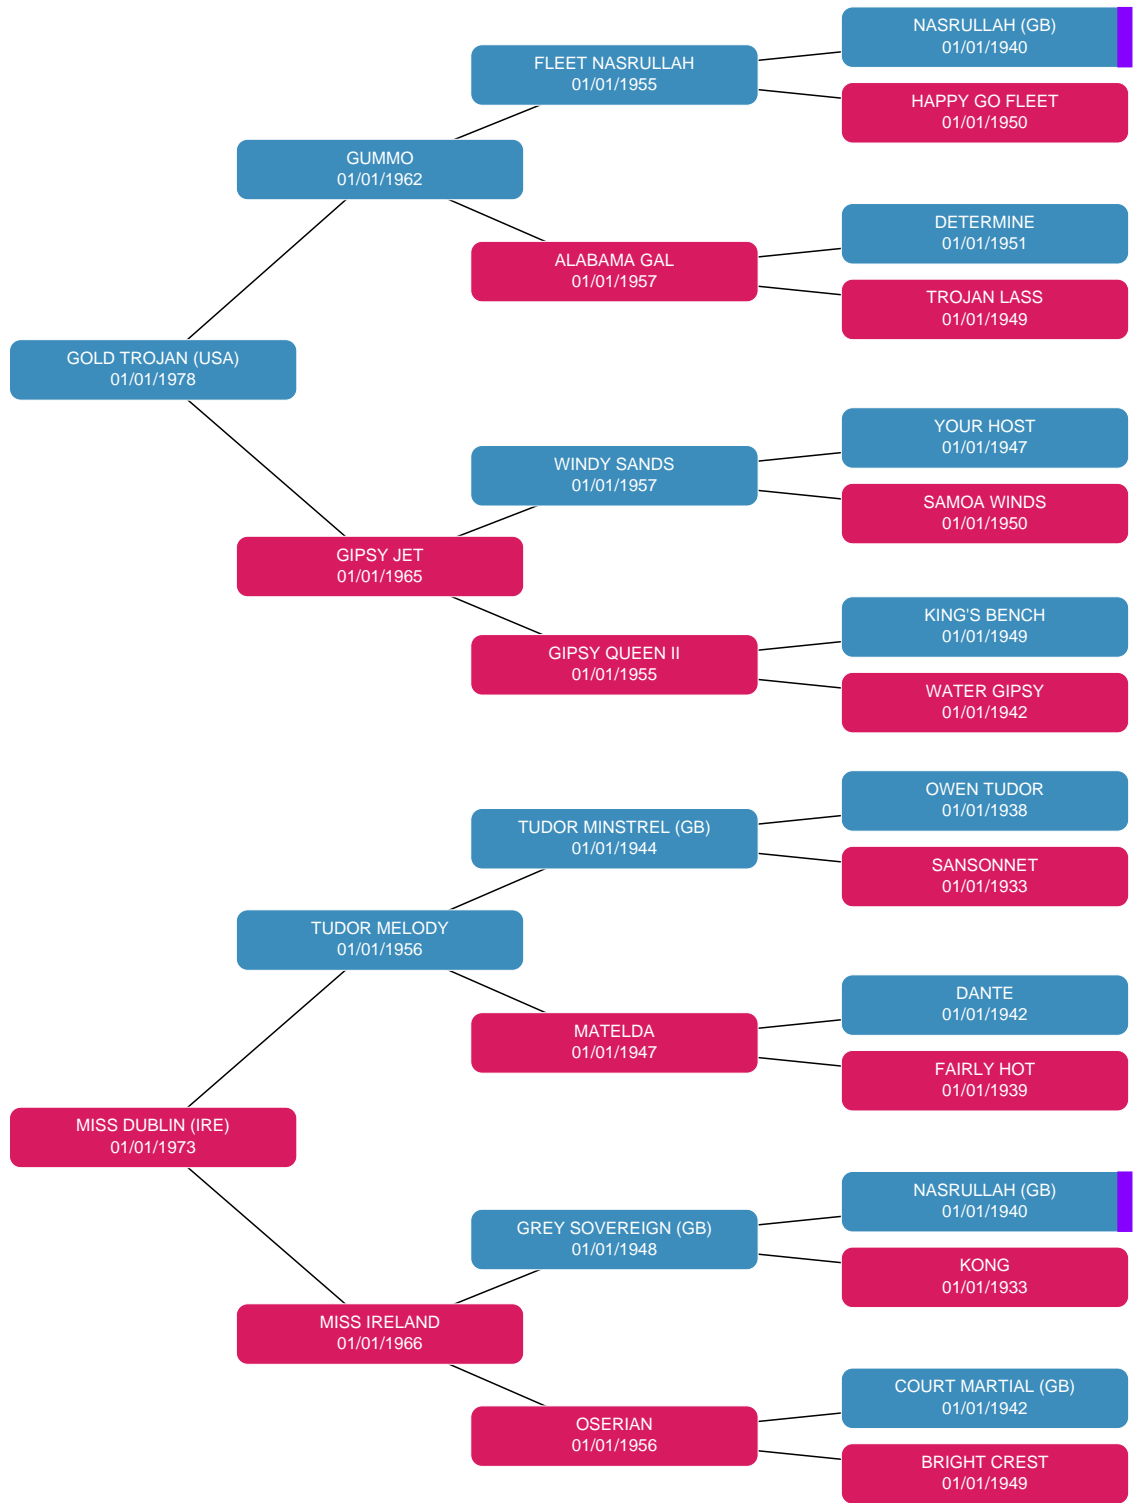 NASRULLAH (GB)
01/01/1940
FLEET NASRULLAH
01/01/1955
HAPPY GO FLEET
01/01/1950
GUMMO
01/01/1962
DETERMINE
01/01/1951
ALABAMA GAL
01/01/1957
TROJAN LASS
01/01/1949
GOLD TROJAN (USA)
01/01/1978
YOUR HOST
01/01/1947
WINDY SANDS
01/01/1957
SAMOA WINDS
01/01/1950
GIPSY JET
01/01/1965
KING'S BENCH
01/01/1949
GIPSY QUEEN II
01/01/1955
WATER GIPSY
01/01/1942
OWEN TUDOR
01/01/1938
TUDOR MINSTREL (GB)
01/01/1944
SANSONNET
01/01/1933
TUDOR MELODY
01/01/1956
DANTE
01/01/1942
MATELDA
01/01/1947
FAIRLY HOT
01/01/1939
MISS DUBLIN (IRE)
01/01/1973
NASRULLAH (GB)
01/01/1940
GREY SOVEREIGN (GB)
01/01/1948
KONG
01/01/1933
MISS IRELAND
01/01/1966
COURT MARTIAL (GB)
01/01/1942
OSERIAN
01/01/1956
BRIGHT CREST
01/01/1949